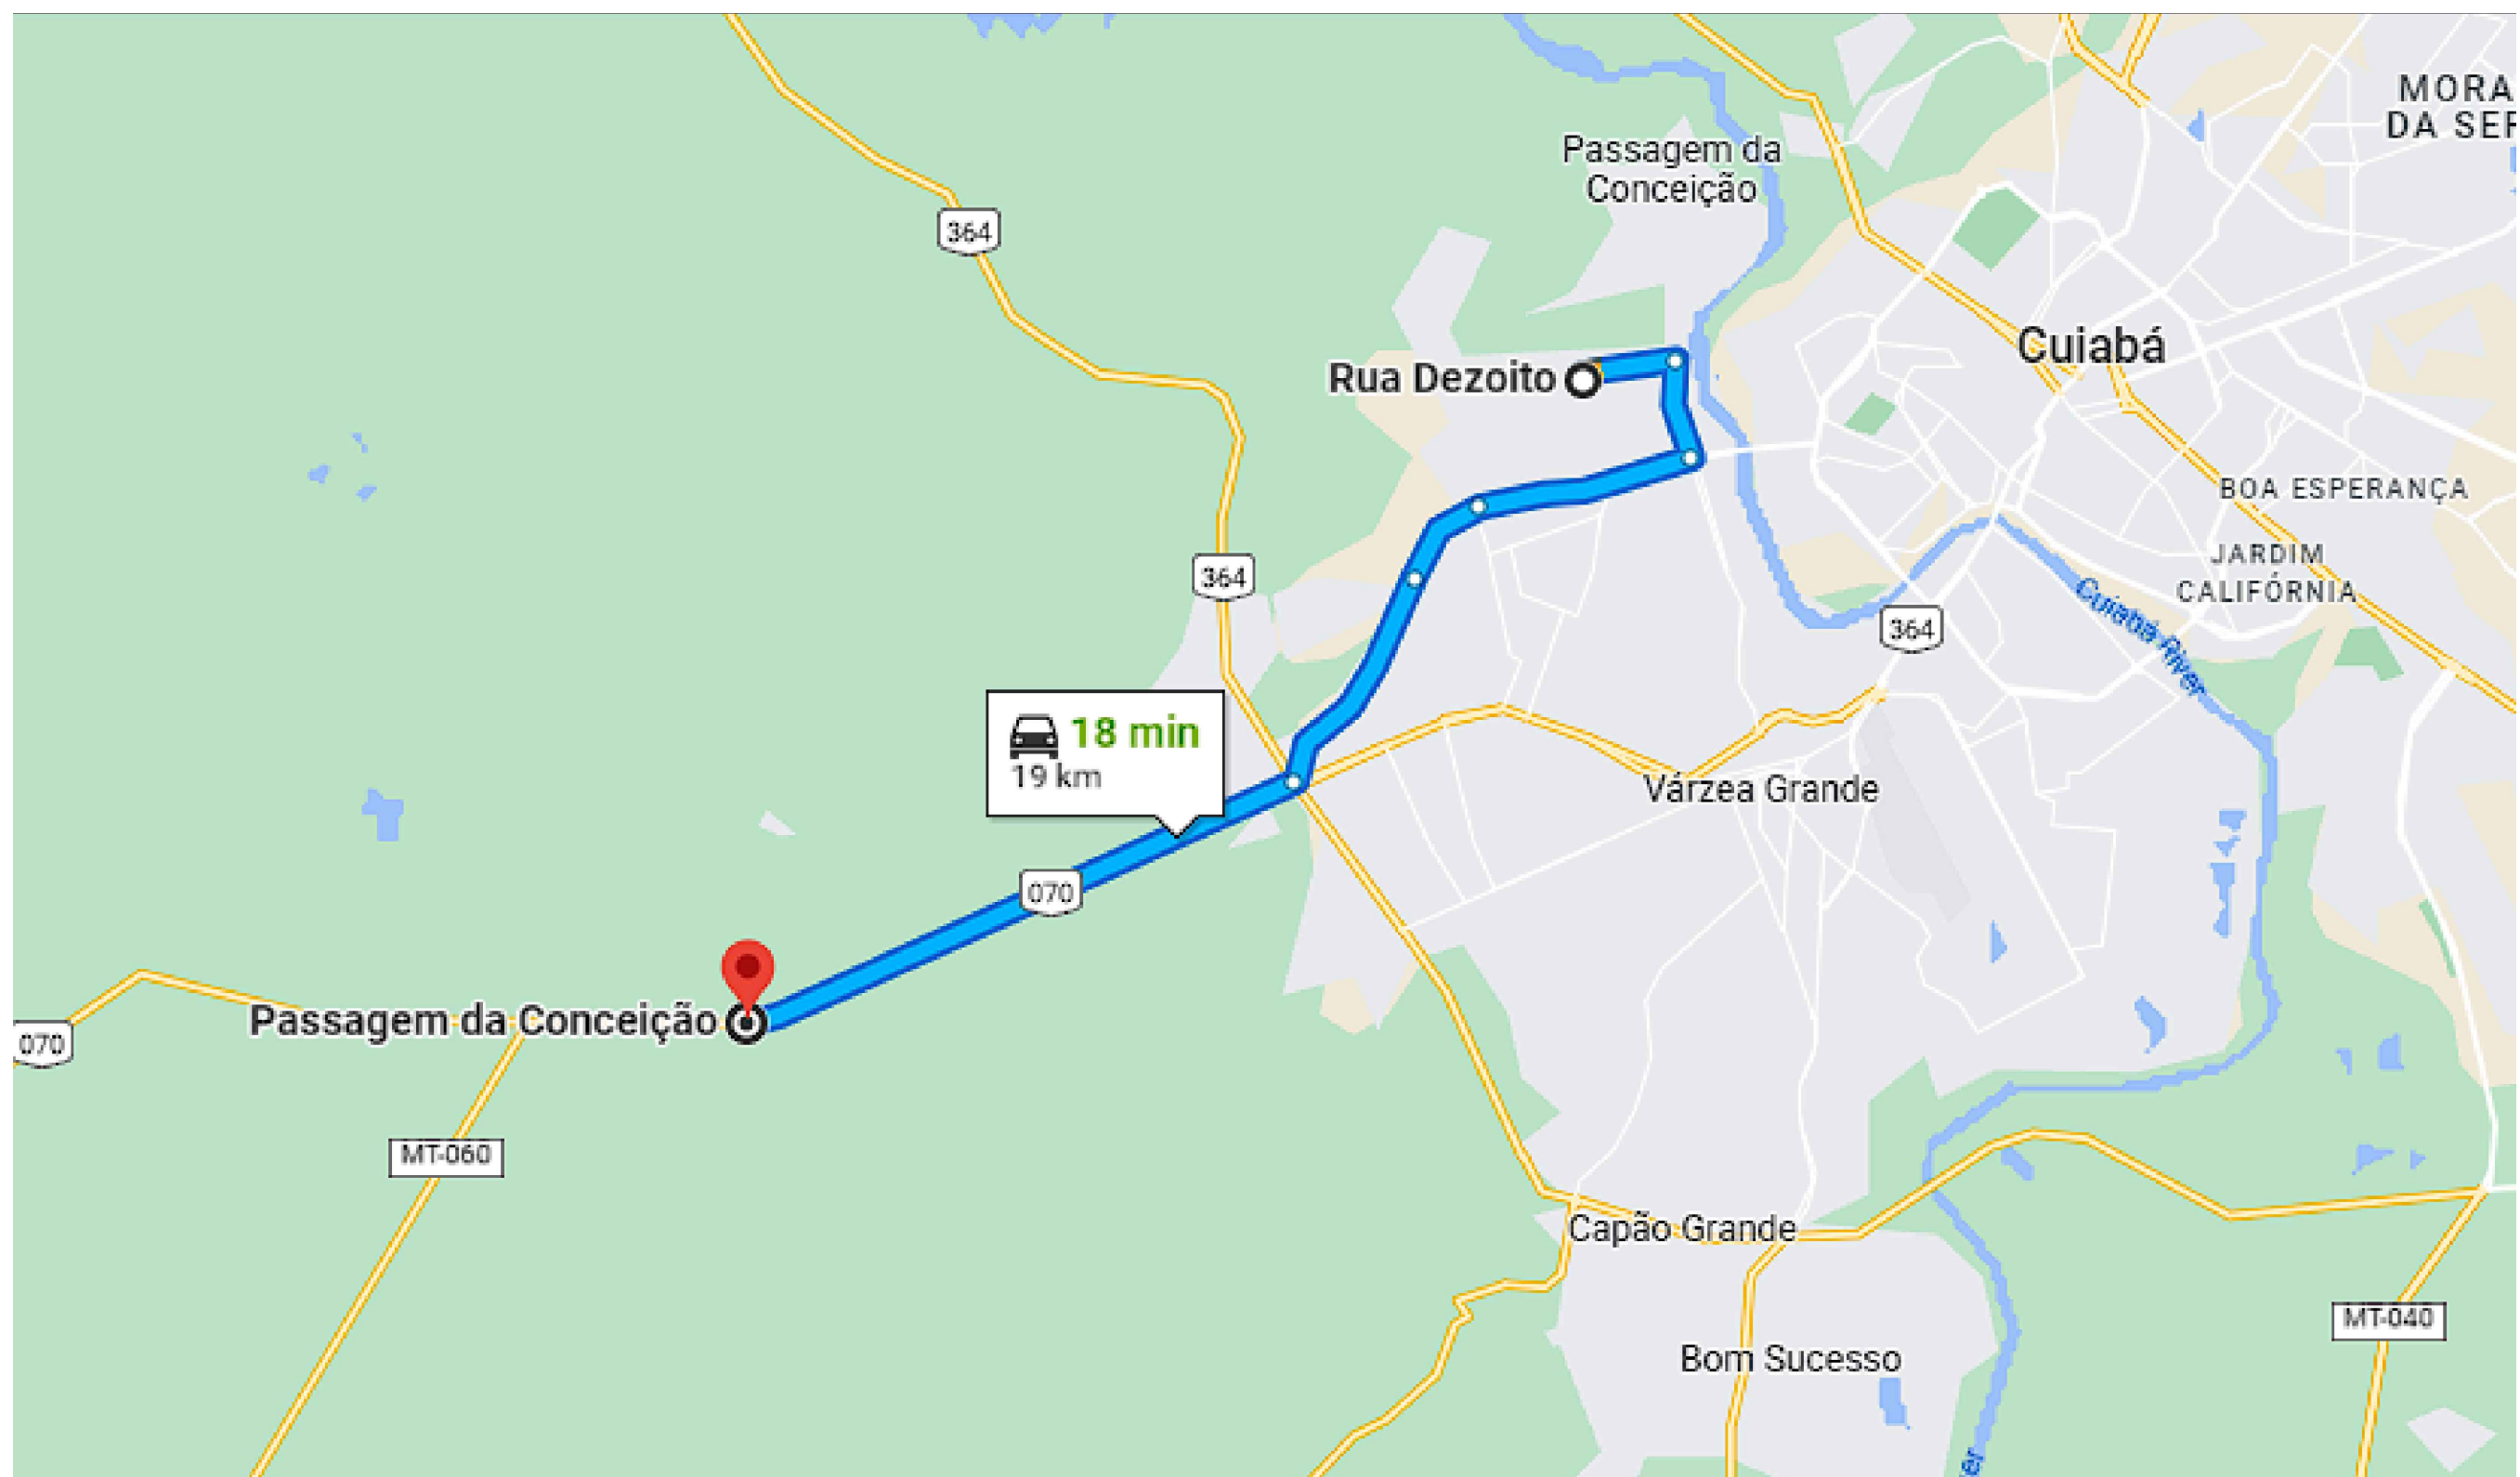 MORA
DA SER
Passagem da
Conceição
364
Cuiabá
Rua Dezoito
BOA ESPERANÇA
JARDIM
CALIFÓRNIA
364
Cuiabá River
364
18 min
19 km
Várzea Grande
070
Passagem da Conceição
070
MT-060
Capão Grande
MT-040
Bom Sucesso